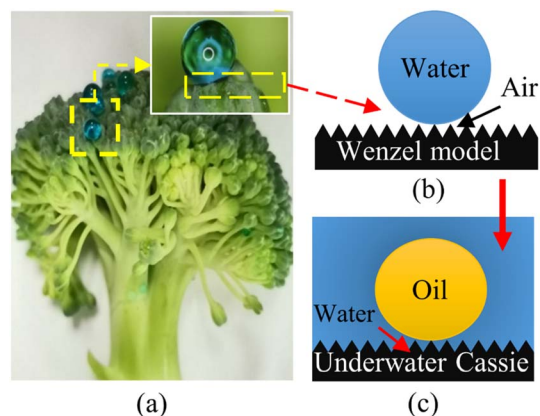 Water
Air
Wenzel model
(b)
Oil
Water
Underwater Cassie
(a)
(c)